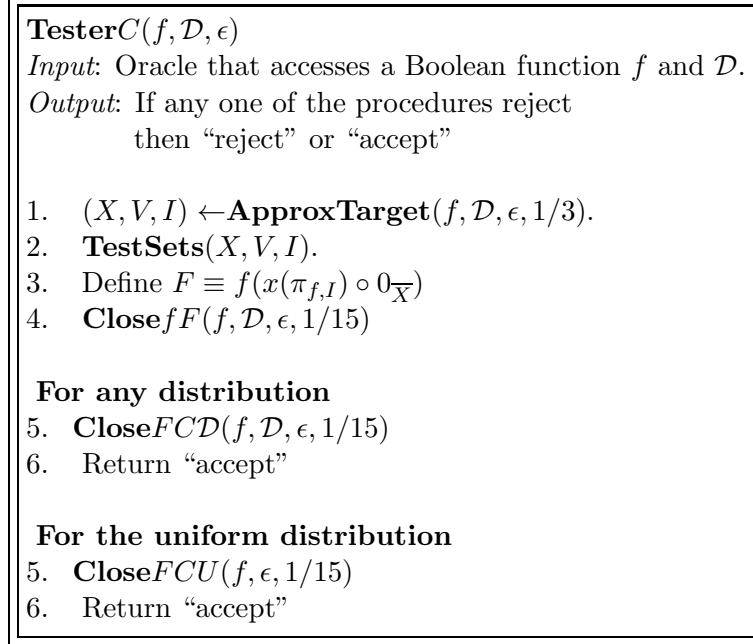 TesterC(f, D, ϵ)
Input: Oracle that accesses a Boolean function f and D.
Output: If any one of the procedures reject
then “reject” or “accept”
1. (X, V, I) ←ApproxTarget(f, D, ϵ, 1/3).
2. TestSets(X, V, I).
3. Define F ≡ f(x(π_{f,I}) ∘ 0_{\overline{X}})
4. ClosefF(f, D, ϵ, 1/15)
For any distribution
5. CloseFCD(f, D, ϵ, 1/15)
6. Return “accept”
For the uniform distribution
5. CloseFCU(f, ϵ, 1/15)
6. Return “accept”